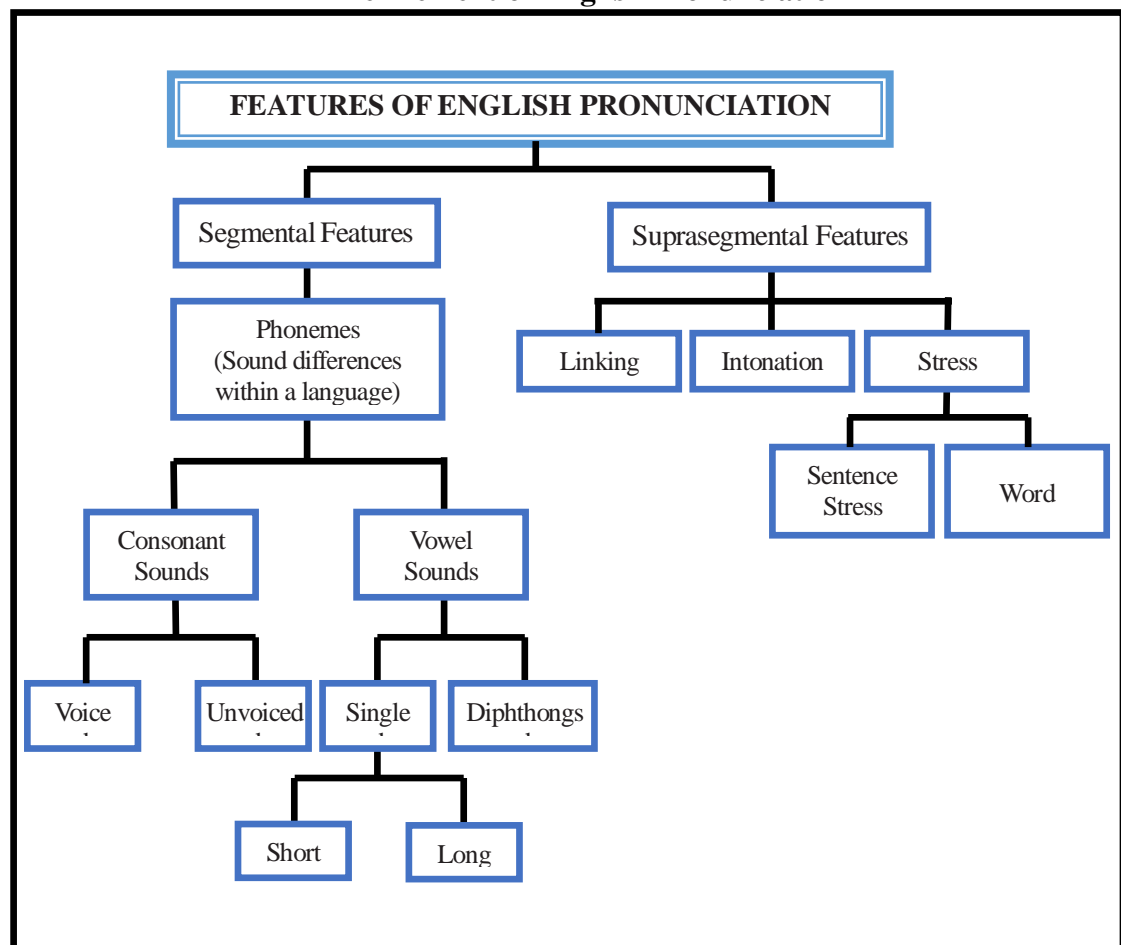 FEATURES OF ENGLISH PRONUNCIATION
Segmental Features
Suprasegmental Features
Phonemes
(Sound differences
within a language)
Linking
Intonation
Stress
Sentence
Stress
Word
Consonant
Sounds
Vowel
Sounds
Voice
Unvoiced
Single
Diphthongs
Short
Long